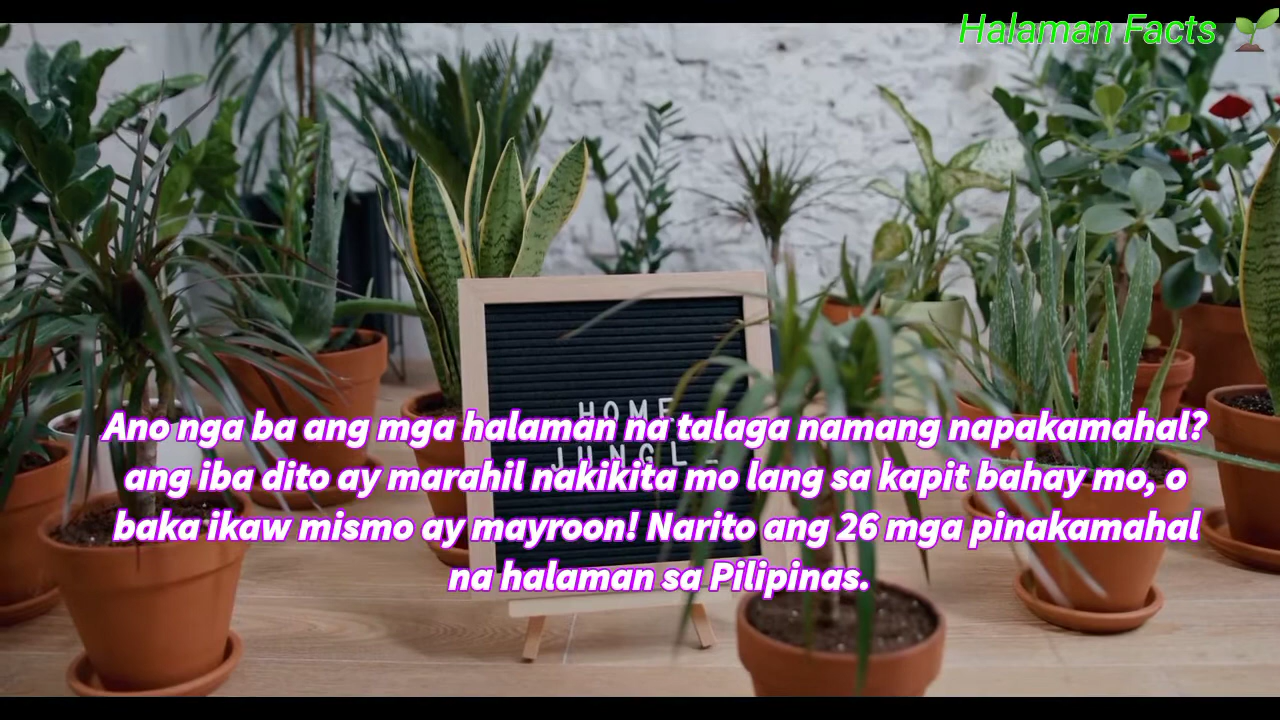 Halaman Facts 🌱
HOME
JUNGL
Ano nga ba ang mga halaman na talaga namang napakamahal?
ang iba dito ay marahil nakikita mo lang sa kapit bahay mo, o
baka ikaw mismo ay mayroon! Narito ang 26 mga pinakamahal
na halaman sa Pilipinas.